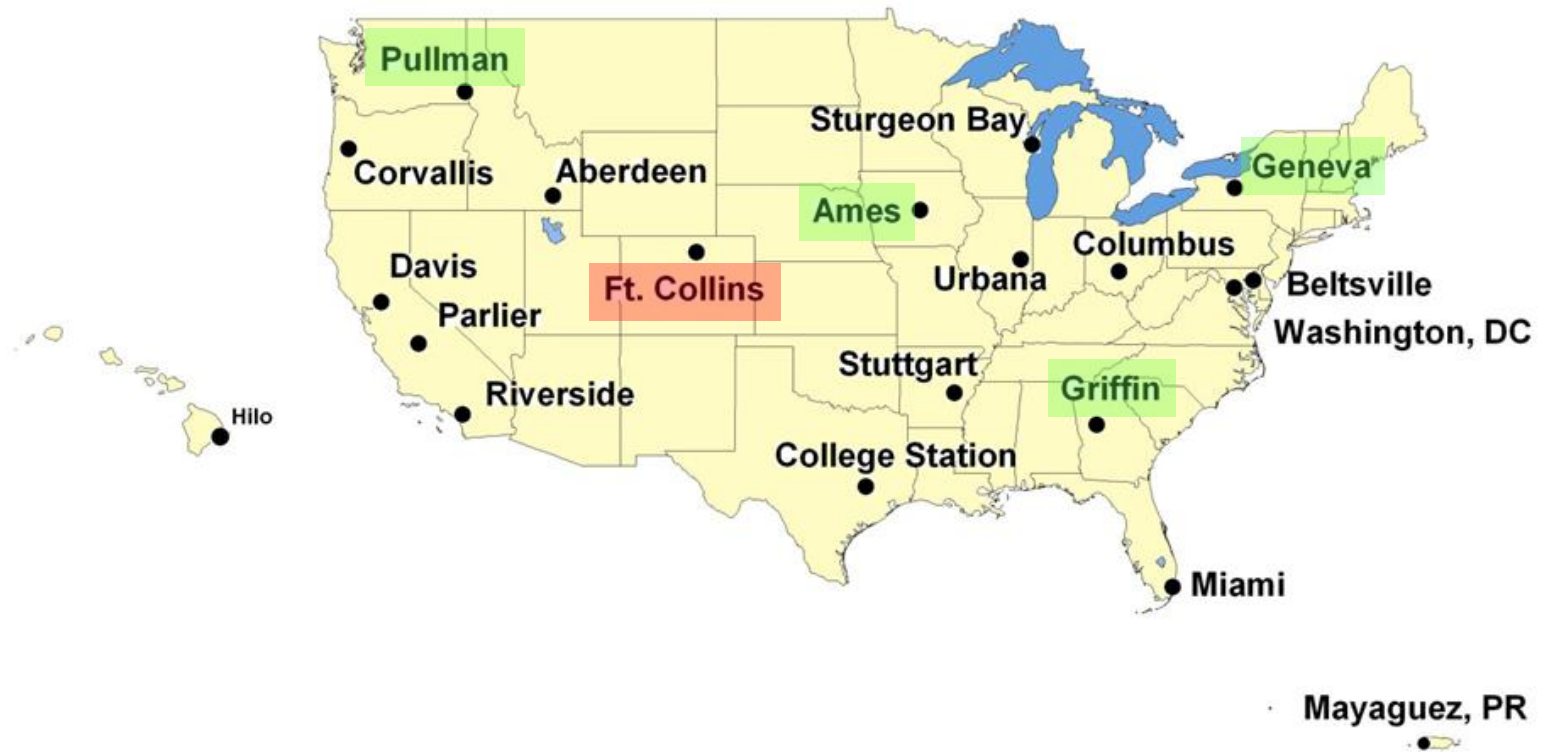 Pullman
Sturgeon Bay
Geneva
Corvallis
Aberdeen
Ames
Columbus
Davis
Urbana
Ft. Collins
Beltsville
Parlier
Washington, DC
Stuttgart
Griffin
Riverside
Hilo
College Station
Miami
Mayaguez, PR